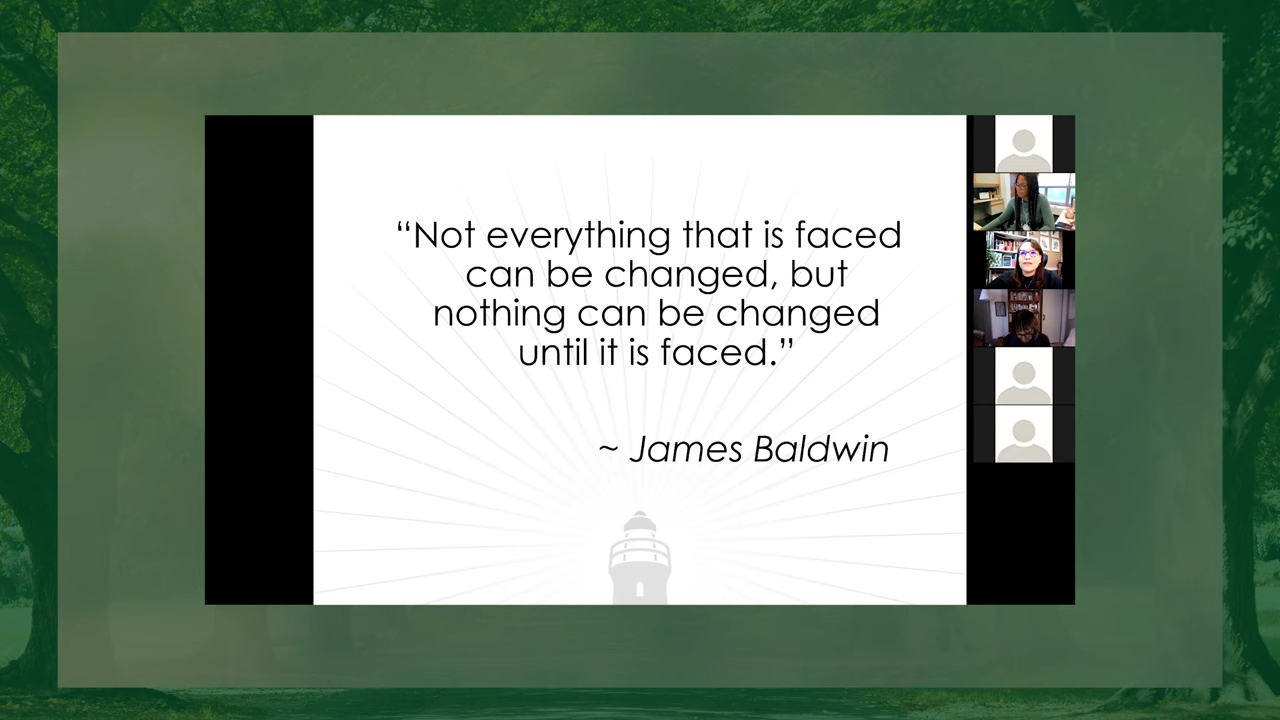 “Not everything that is faced
can be changed, but
nothing can be changed
until it is faced.”
~ James Baldwin